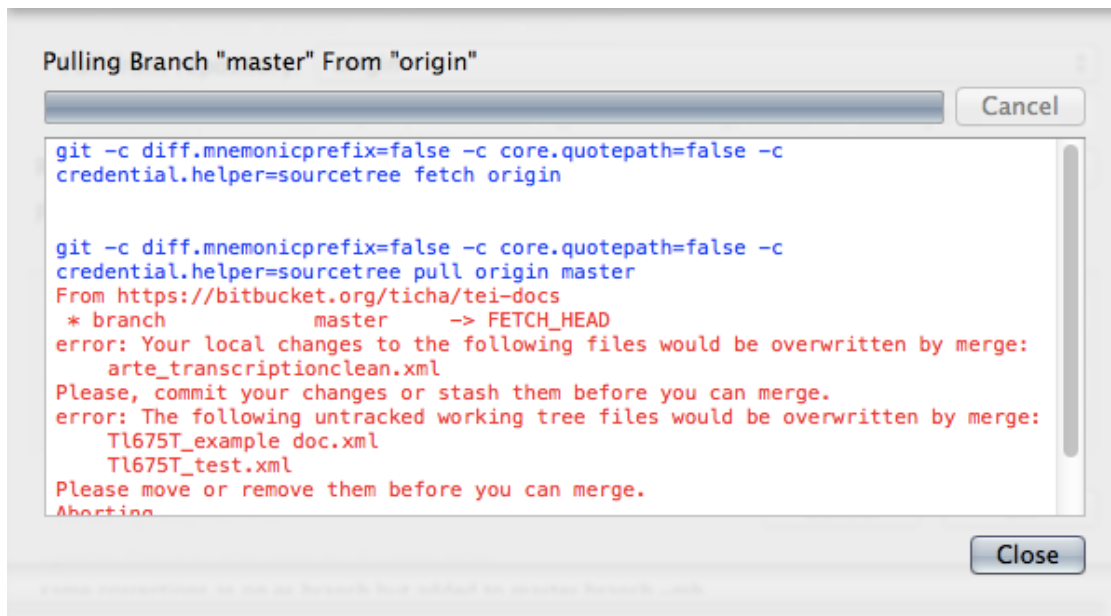 Pulling Branch "master" From "origin"
Cancel
git -c diff.mnemonicprefix=false -c core.quotepath=false -c
credential.helper=sourcetree fetch origin
git -c diff.mnemonicprefix=false -c core.quotepath=false -c
credential.helper=sourcetree pull origin master
From https://bitbucket.org/ticha/tei-docs
* branch master -> FETCH_HEAD
error: Your local changes to the following files would be overwritten by merge:
arte_transcriptionclean.xml
Please, commit your changes or stash them before you can merge.
error: The following untracked working tree files would be overwritten by merge:
Tl675T_example doc.xml
Tl675T_test.xml
Please move or remove them before you can merge.
Aborting
Close